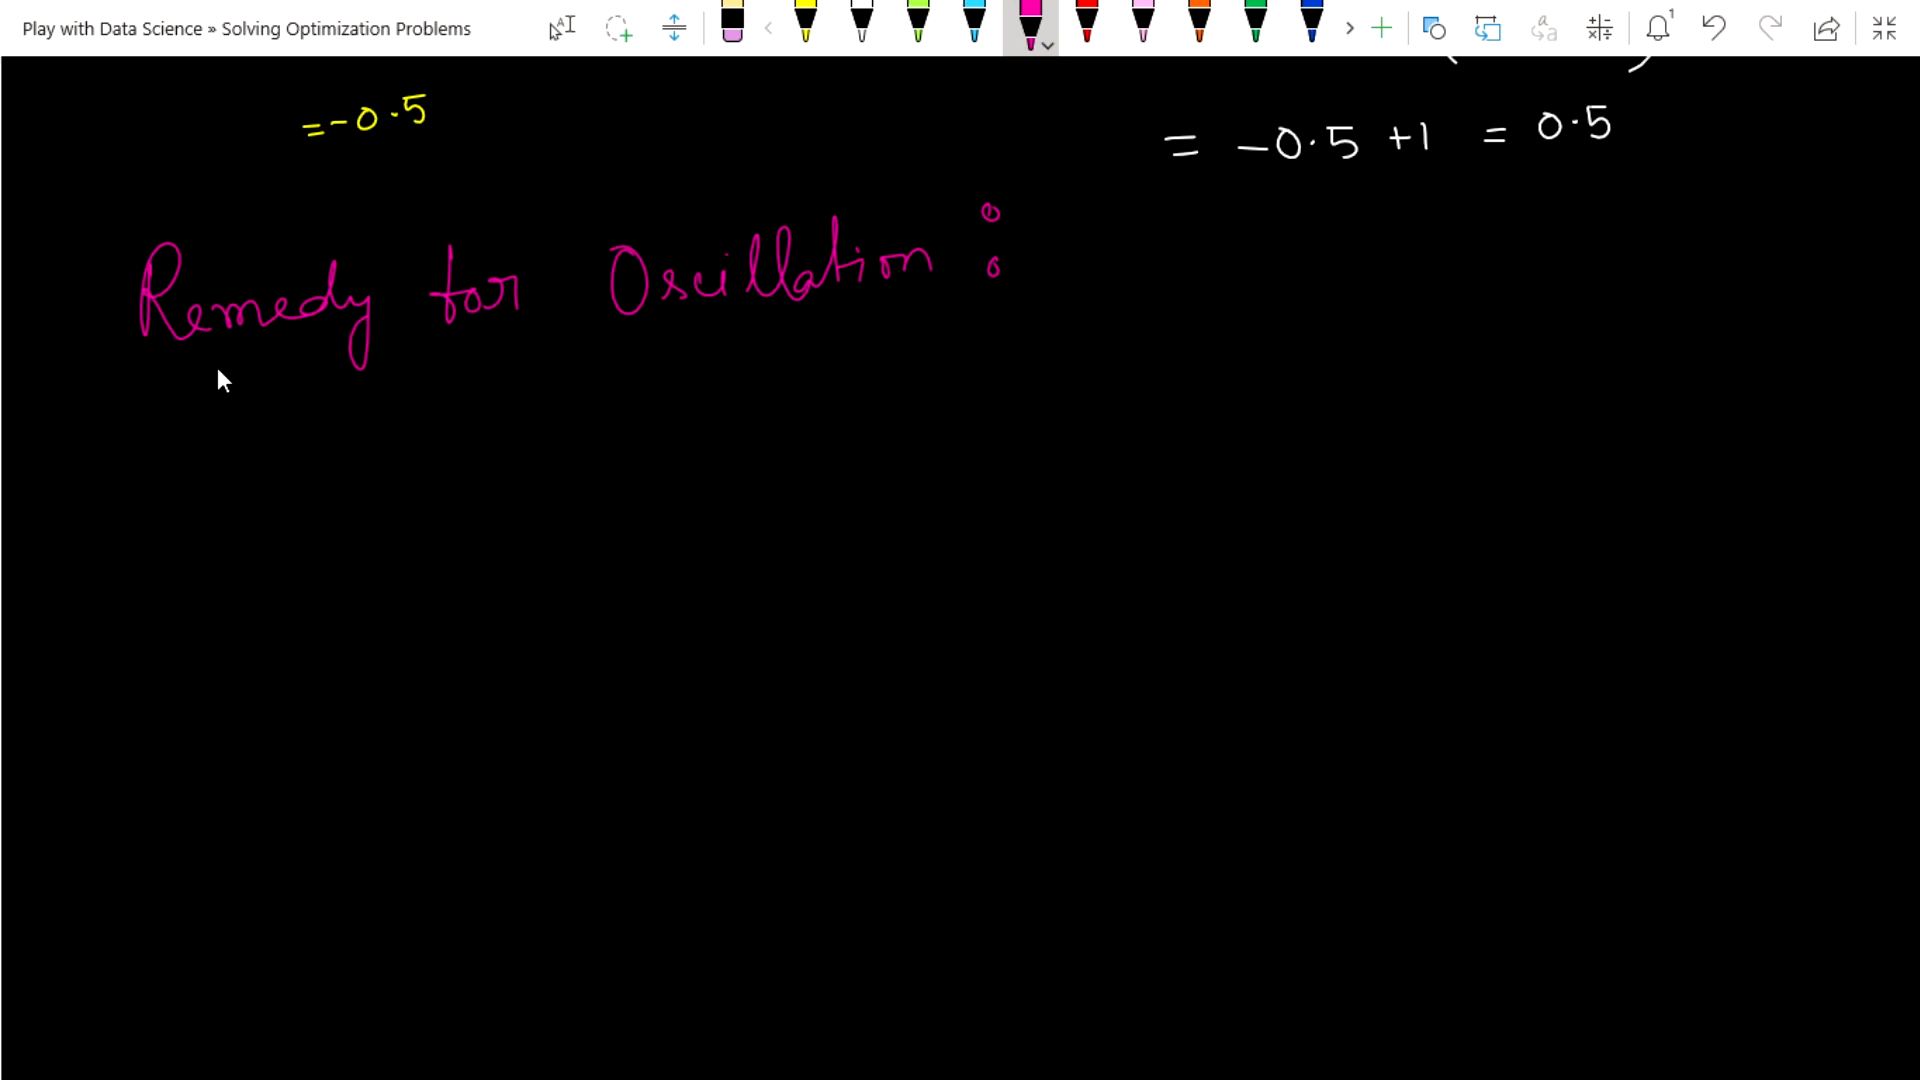 Play with Data Science » Solving Optimization Problems
= -0.5
= -0.5 +1 = 0.5
Remedy for Oscillation :